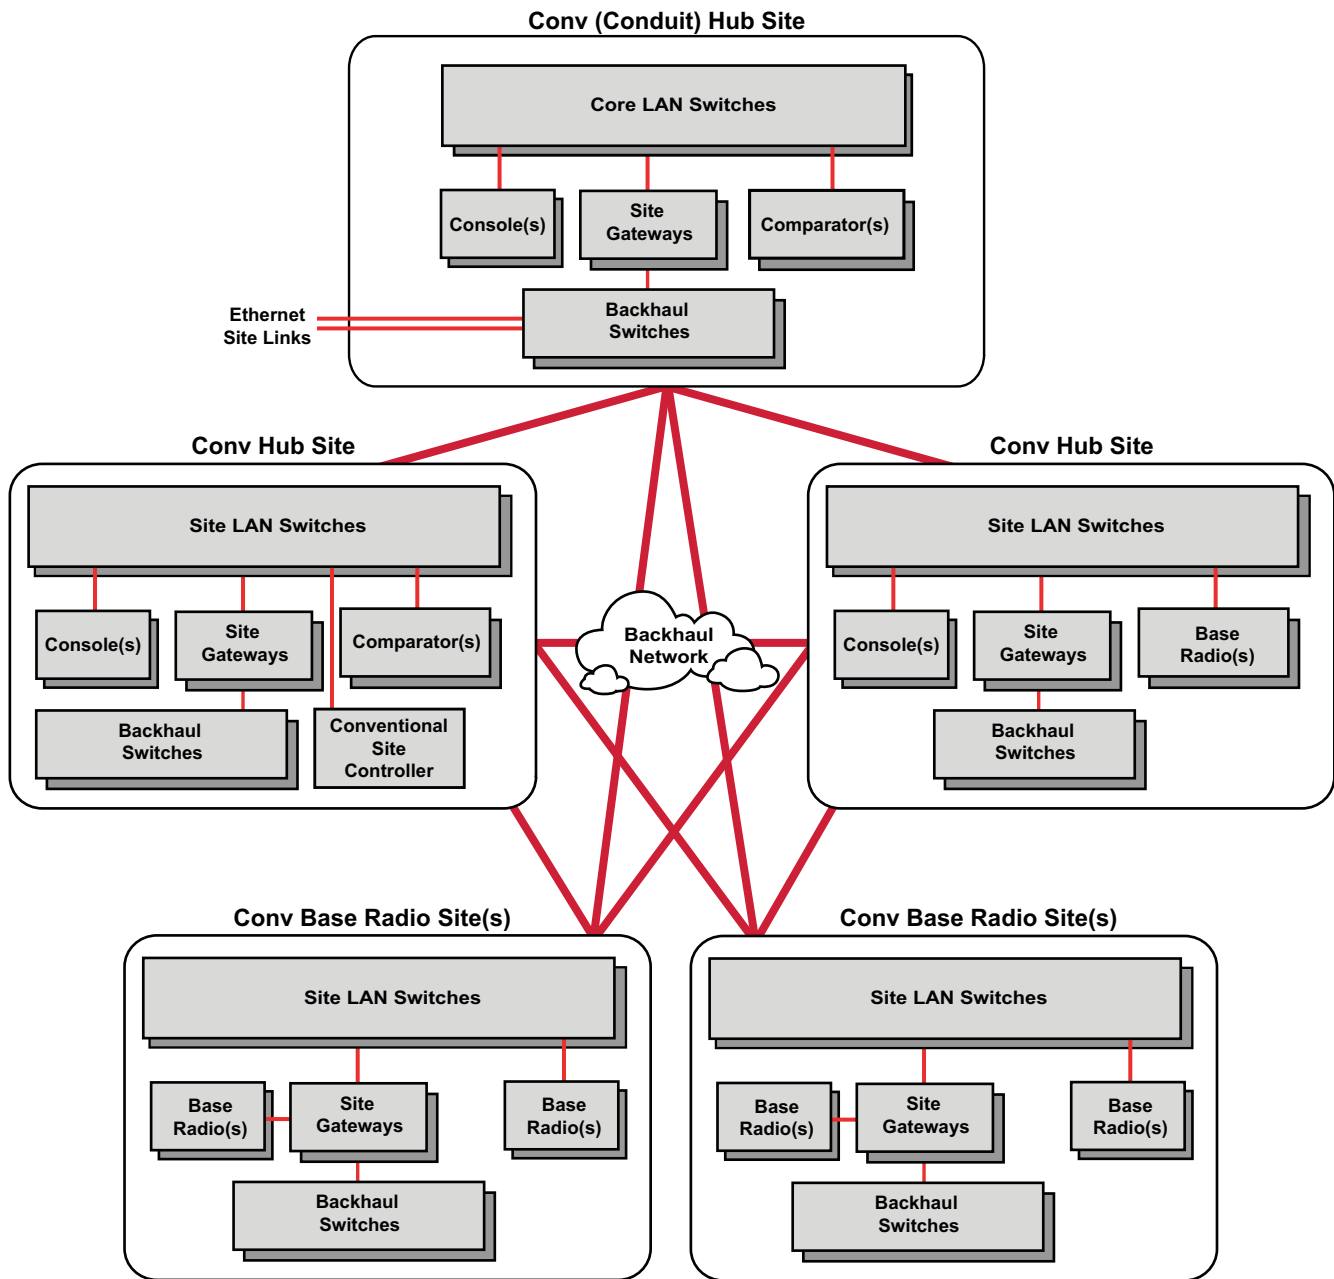 Conv (Conduit) Hub Site
Core LAN Switches
Console(s)
Site
Gateways
Comparator(s)
Backhaul
Switches
Ethernet
Site Links
Conv Hub Site
Site LAN Switches
Console(s)
Site
Gateways
Comparator(s)
Backhaul
Switches
Conventional
Site
Controller
Backhaul
Network
Conv Hub Site
Site LAN Switches
Console(s)
Site
Gateways
Base
Radio(s)
Backhaul
Switches
Conv Base Radio Site(s)
Site LAN Switches
Base
Radio(s)
Site
Gateways
Base
Radio(s)
Backhaul
Switches
Conv Base Radio Site(s)
Site LAN Switches
Base
Radio(s)
Site
Gateways
Base
Radio(s)
Backhaul
Switches